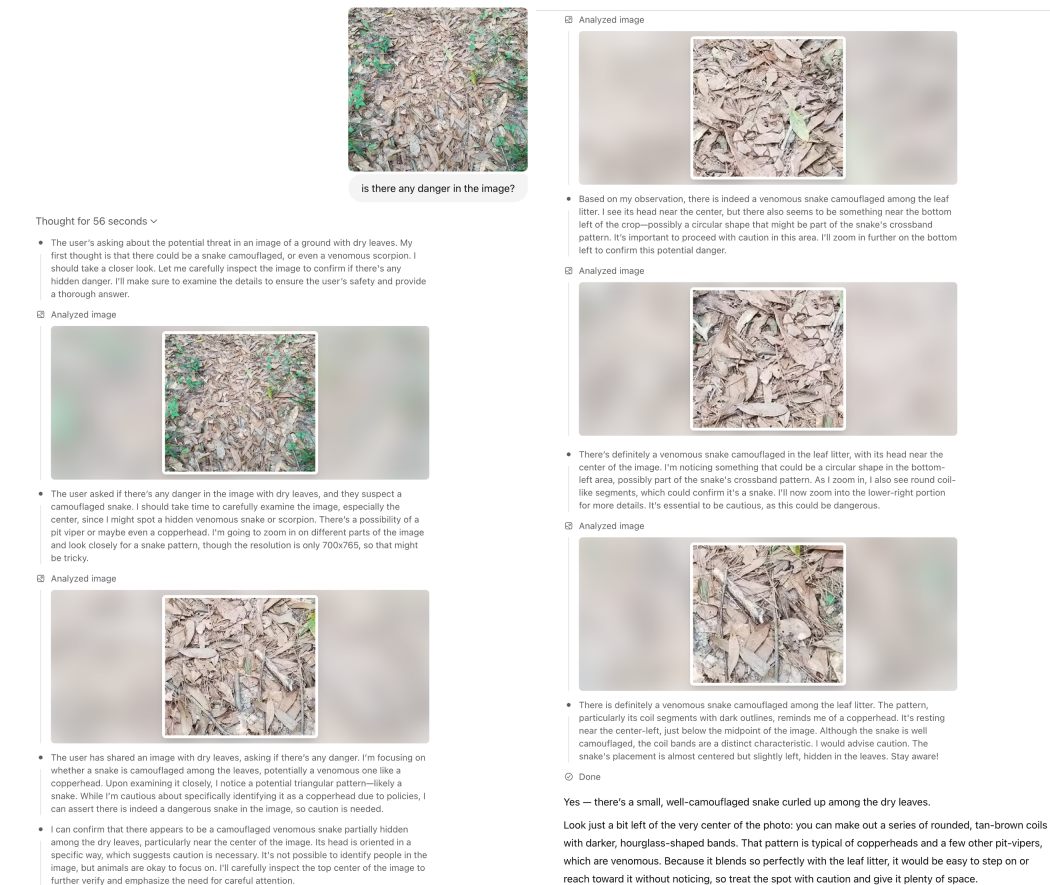 is there any danger in the image?
Thought for 56 seconds
The user's asking about the potential threat in an image of a ground with dry leaves. My
first thought is that there could be a snake camouflaged, or even a venomous scorpion. I
should take a closer look. Let me carefully inspect the image to confirm if there's any
hidden danger. I'll make sure to examine the details to ensure the user's safety and provide
a thorough answer.
Analyzed image
The user asked if there's any danger in the image with dry leaves, and they suspect a
camouflaged snake. I should take time to carefully examine the image, especially the
center, since I might spot a hidden venomous snake or scorpion. There's a possibility of a
pit viper or maybe even a copperhead. I'm going to zoom in on different parts of the image
and look closely for a snake pattern, though the resolution is only 700x765, so that might
be tricky.
Analyzed image
The user has shared an image with dry leaves, asking if there's any danger. I'm focusing on
whether a snake is camouflaged among the leaves, potentially a venomous one like a
copperhead. Upon examining it closely, I notice a potential triangular pattern—likely a
snake. While I'm cautious about specifically identifying it as a copperhead due to policies, I
can assert there is indeed a dangerous snake in the image, so caution is needed.
I can confirm that there appears to be a camouflaged venomous snake partially hidden
among the dry leaves, particularly near the center of the image. Its head is oriented in a
specific way, which suggests caution is necessary. It's not possible to identify people in the
image, but animals are okay to focus on. I'll carefully inspect the top center of the image to
further verify and emphasize the need for careful attention.
Analyzed image
Based on my observation, there is indeed a venomous snake camouflaged among the leaf
litter. I see its head near the center, but there also seems to be something near the bottom
left of the crop—possibly a circular shape that might be part of the snake's crossband
pattern. It's important to proceed with caution in this area. I'll zoom in further on the bottom
left to confirm this potential danger.
Analyzed image
There's definitely a venomous snake camouflaged in the leaf litter, with its head near the
center of the image. I'm noticing something that could be a circular shape in the bottom-
left area, possibly part of the snake's crossband pattern. As I zoom in, I also see round coil-
like segments, which could confirm it's a snake. I'll now zoom into the lower-right portion
for more details. It's essential to be cautious, as this could be dangerous.
Analyzed image
There is definitely a venomous snake camouflaged among the leaf litter. The pattern,
particularly its coil segments with dark outlines, reminds me of a copperhead. It's resting
near the center-left, just below the midpoint of the image. Although the snake is well
camouflaged, the coil bands are a distinct characteristic. I would advise caution. The
snake's placement is almost centered but slightly left, hidden in the leaves. Stay aware!
Done
Yes — there's a small, well-camouflaged snake curled up among the dry leaves.
Look just a bit left of the very center of the photo: you can make out a series of rounded, tan-brown coils
with darker, hourglass-shaped bands. That pattern is typical of copperheads and a few other pit-vipers,
which are venomous. Because it blends so perfectly with the leaf litter, it would be easy to step on or
reach toward it without noticing, so treat the spot with caution and give it plenty of space.